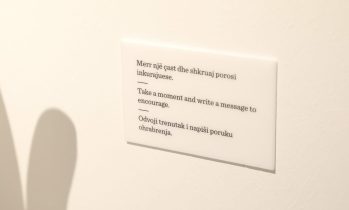 Merr një çast dhe shkruaj porosi
inkurajuese.
Take a moment and write a message to
encourage.
Odvoji trenutak i napiši poruku
ohrabrenja.